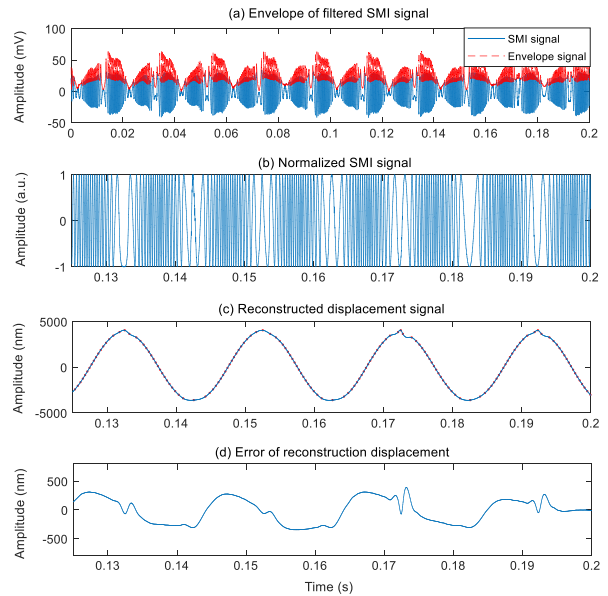 (a) Envelope of filtered SMI signal
Amplitude (mV)
100
50
0
-50
SMI signal
Envelope signal
0 0.02 0.04 0.06 0.08 0.1 0.12 0.14 0.16 0.18 0.2
(b) Normalized SMI signal
Amplitude (a.u.)
1
0
-1
0.13 0.14 0.15 0.16 0.17 0.18 0.19 0.2
(c) Reconstructed displacement signal
Amplitude (nm)
5000
0
-5000
0.13 0.14 0.15 0.16 0.17 0.18 0.19 0.2
(d) Error of reconstruction displacement
Amplitude (nm)
500
0
-500
0.13 0.14 0.15 0.16 0.17 0.18 0.19 0.2
Time (s)